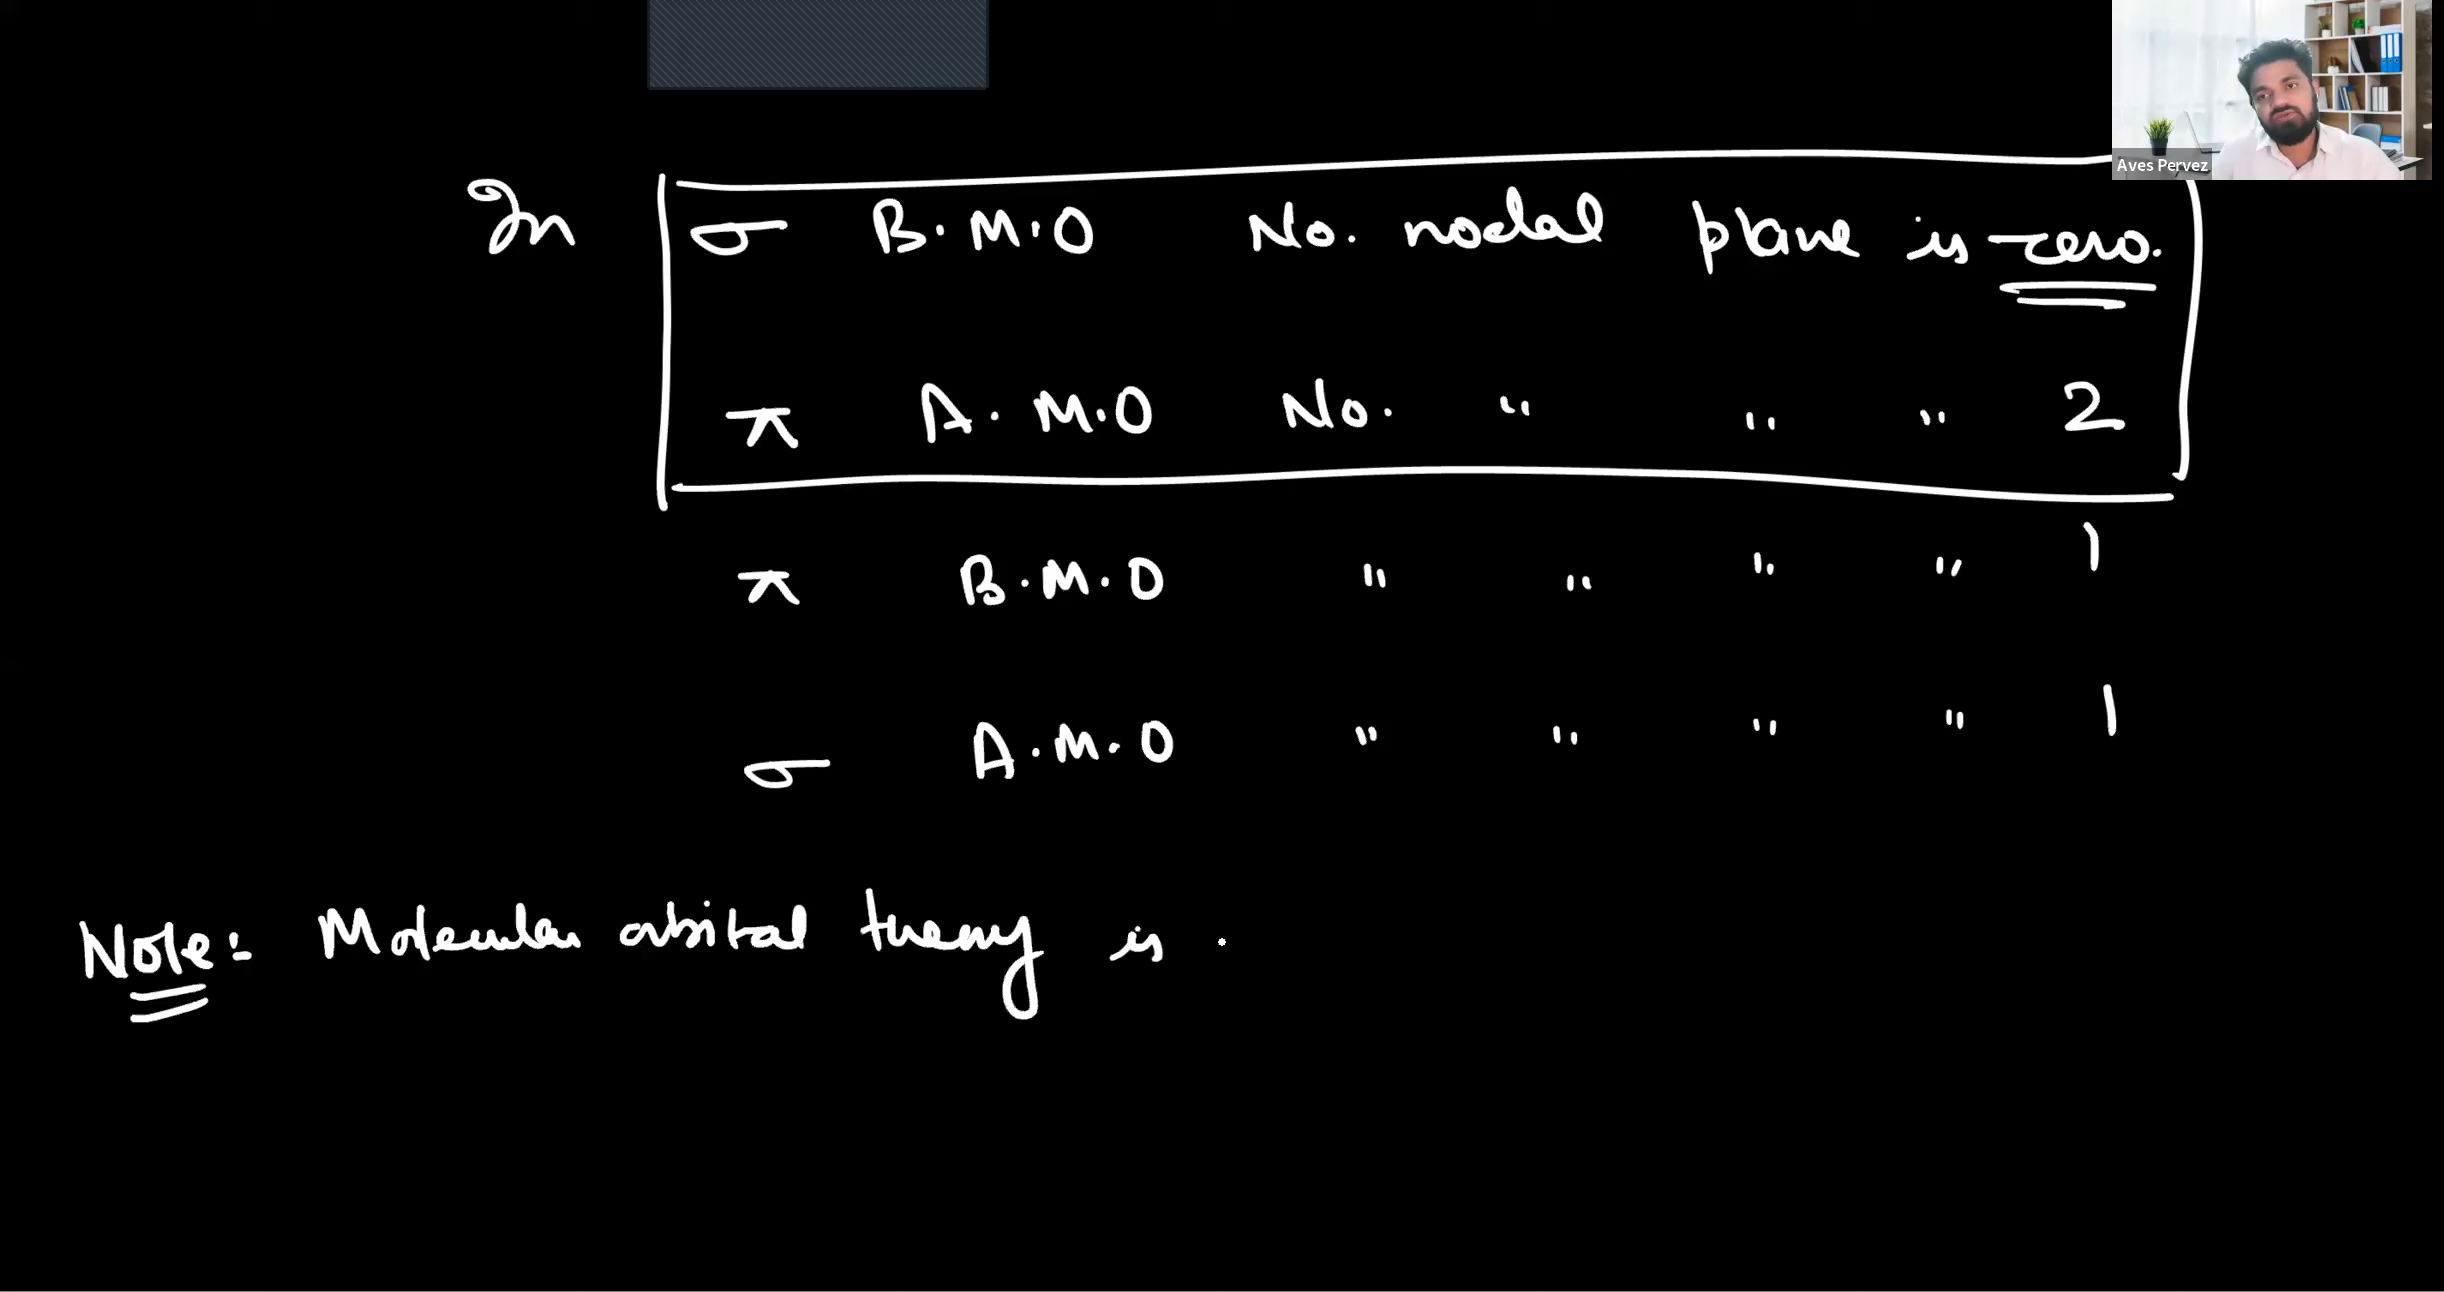 Aves Pervez
In σ B.M.O No. nodal plane is zero.
π A.M.O No. " " " 2
π B.M.O " " " " 1
σ A.M.O " " " " 1
Note: Molecular orbital theory is